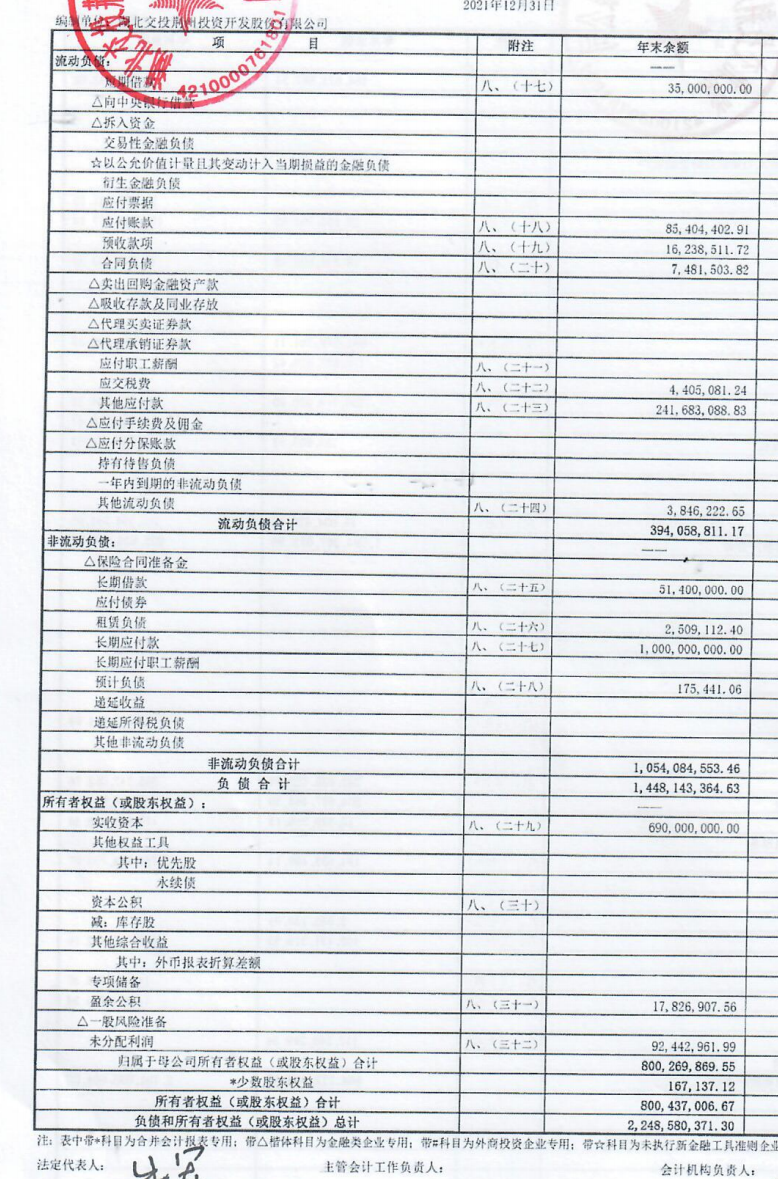 2021年12月31日
编制单位：湖北交投荆州投资开发股份有限公司
项 目 附注 年末余额
流动负债： ——
短期借款 八、（十七） 35,000,000.00
△向中央银行借款
△拆入资金
交易性金融负债
☆以公允价值计量且其变动计入当期损益的金融负债
衍生金融负债
应付票据
应付账款 八、（十八） 85,404,402.91
预收款项 八、（十九） 16,238,511.72
合同负债 八、（二十） 7,481,503.82
△卖出回购金融资产款
△吸收存款及同业存放
△代理买卖证券款
△代理承销证券款
应付职工薪酬 八、（二十一）
应交税费 八、（二十二） 4,405,081.24
其他应付款 八、（二十三） 241,683,088.83
△应付手续费及佣金
△应付分保账款
持有待售负债
一年内到期的非流动负债
其他流动负债 八、（二十四） 3,846,222.65
流动负债合计 394,058,811.17
非流动负债： ——
△保险合同准备金
长期借款 八、（二十五） 51,400,000.00
应付债券
租赁负债 八、（二十六） 2,509,112.40
长期应付款 八、（二十七） 1,000,000,000.00
长期应付职工薪酬
预计负债 八、（二十八） 175,441.06
递延收益
递延所得税负债
其他非流动负债
非流动负债合计 1,054,084,553.46
负 债 合 计 1,448,143,364.63
所有者权益（或股东权益）： ——
实收资本 八、（二十九） 690,000,000.00
其他权益工具
其中：优先股
永续债
资本公积 八、（三十）
减：库存股
其他综合收益
其中：外币报表折算差额
专项储备
盈余公积 八、（三十一） 17,826,907.56
△一般风险准备
未分配利润 八、（三十二） 92,442,961.99
归属于母公司所有者权益（或股东权益）合计 800,269,869.55
*少数股东权益 167,137.12
所有者权益（或股东权益）合计 800,437,006.67
负债和所有者权益（或股东权益）总计 2,248,580,371.30
注：表中带*科目为合并会计报表专用；带△楷体科目为金融类企业专用；带#科目为外商投资企业专用；带☆科目为未执行新金融工具准则企业
法定代表人： 主管会计工作负责人： 会计机构负责人：
4210000761801